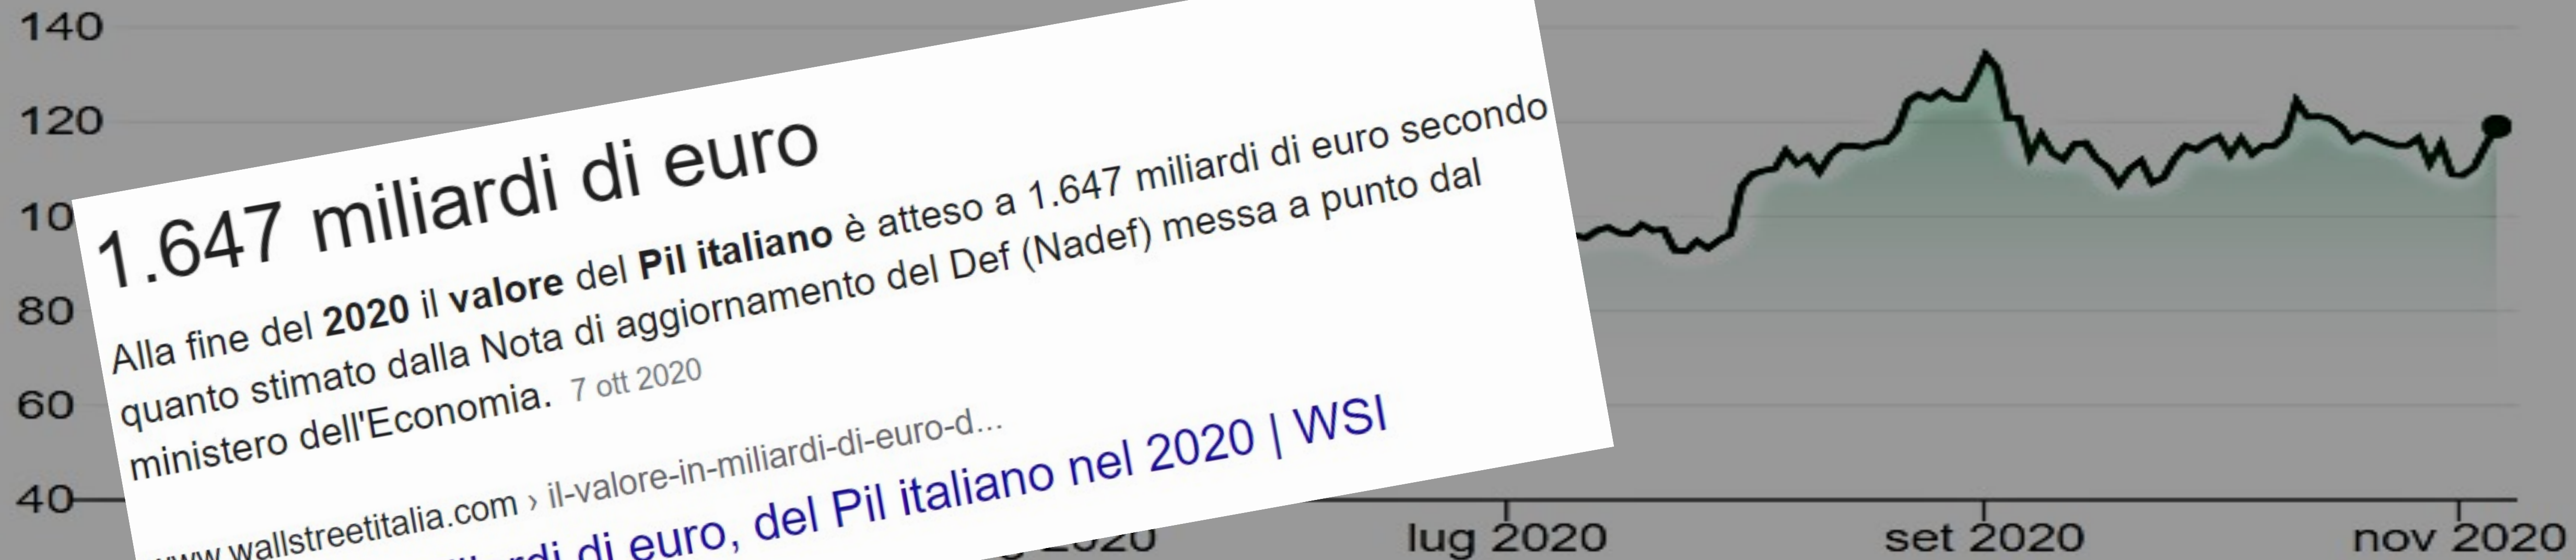 140
120
10
80
60
40
1.647 miliardi di euro
Alla fine del 2020 il valore del Pil italiano è atteso a 1.647 miliardi di euro secondo
quanto stimato dalla Nota di aggiornamento del Def (Nadef) messa a punto dal
ministero dell'Economia. 7 ott 2020
www.wallstreetitalia.com › il-valore-in-miliardi-di-euro-d...
di euro, del Pil italiano nel 2020 | WSI
2020
lug 2020
set 2020
nov 2020